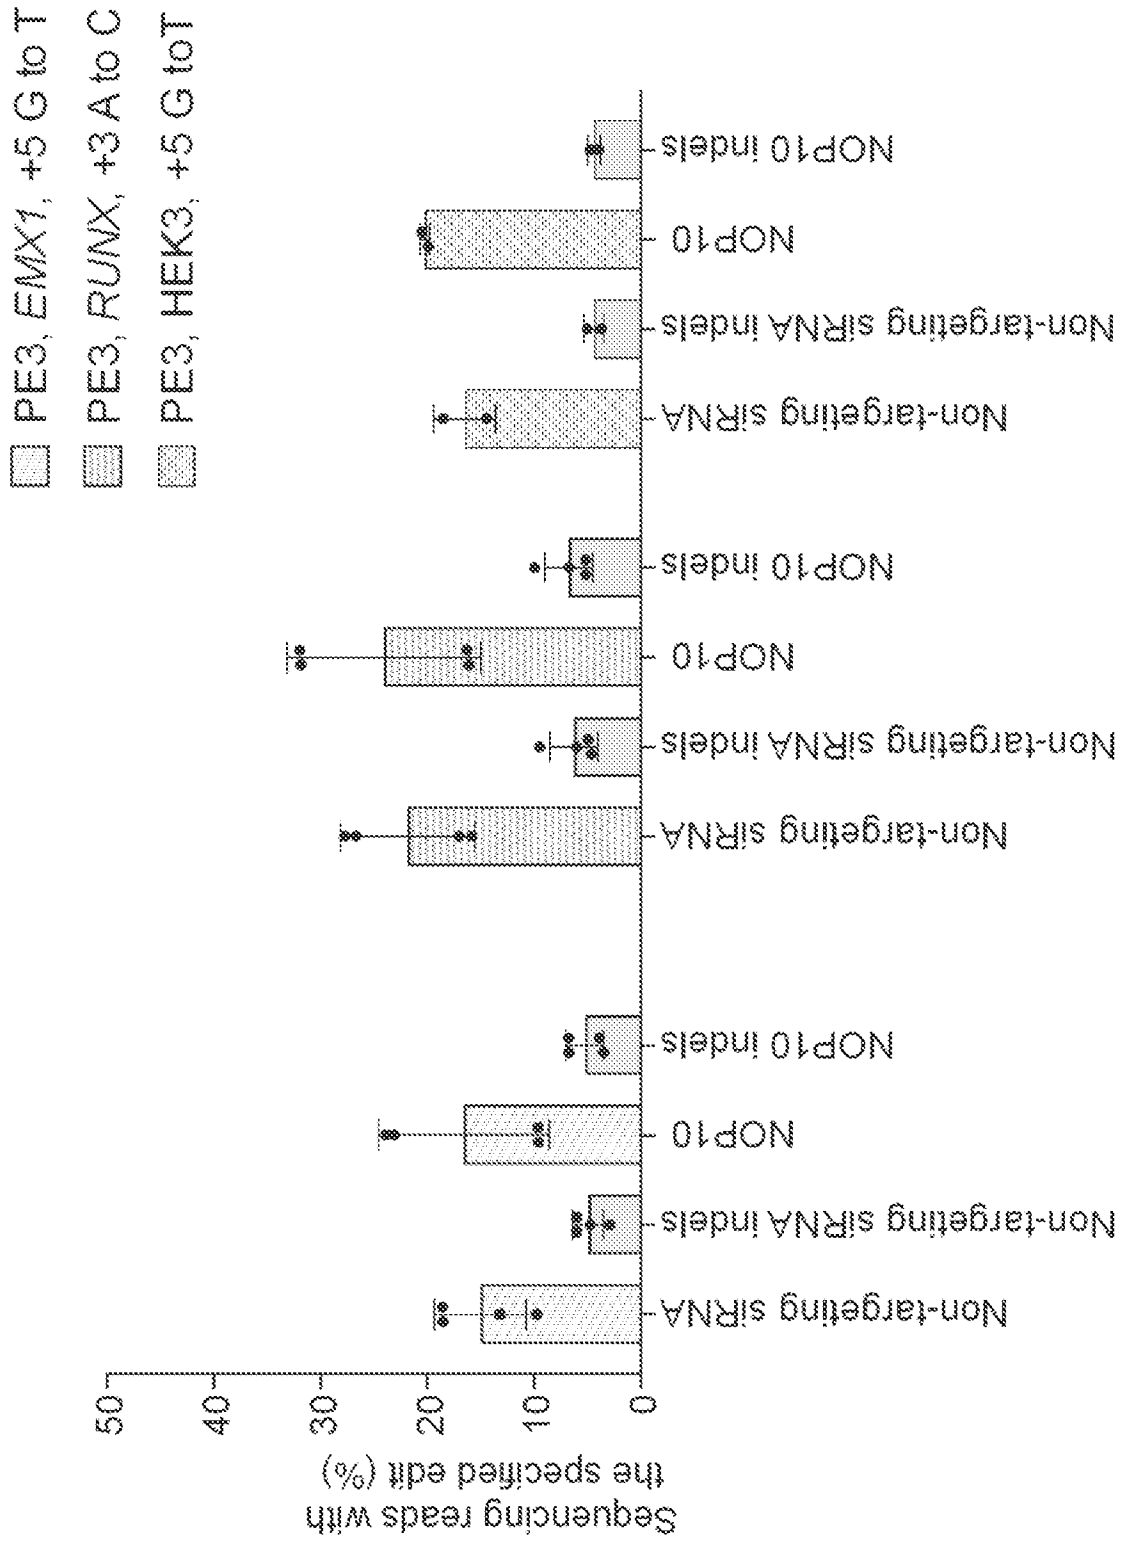 PE3, EMX1, +5 G to T
PE3, RUNX, +3 A to C
PE3, HEK3, +5 G toT
Sequencing reads with
the specified edit (%)
50
40
30
20
10
0
Non-targeting siRNA
Non-targeting siRNA indels
NOP10
NOP10 indels
Non-targeting siRNA
Non-targeting siRNA indels
NOP10
NOP10 indels
Non-targeting siRNA
Non-targeting siRNA indels
NOP10
NOP10 indels